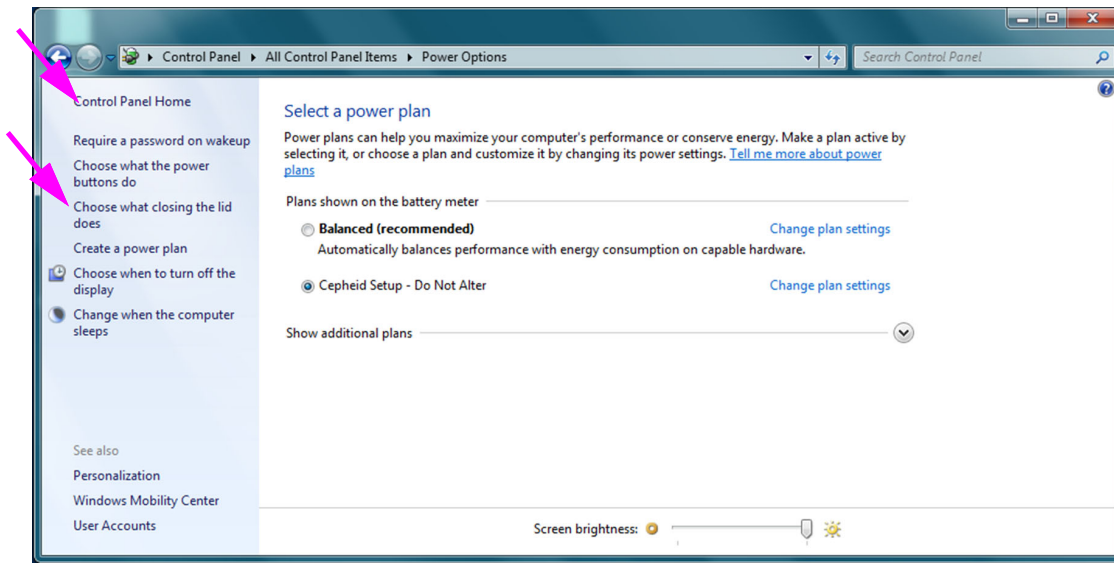 Control Panel ▸ All Control Panel Items ▸ Power Options
Search Control Panel
Control Panel Home
Require a password on wakeup
Choose what the power
buttons do
Choose what closing the lid
does
Create a power plan
Choose when to turn off the
display
Change when the computer
sleeps
See also
Personalization
Windows Mobility Center
User Accounts
Select a power plan
Power plans can help you maximize your computer's performance or conserve energy. Make a plan active by
selecting it, or choose a plan and customize it by changing its power settings. Tell me more about power
plans
Plans shown on the battery meter
Balanced (recommended) Change plan settings
Automatically balances performance with energy consumption on capable hardware.
Cepheid Setup - Do Not Alter Change plan settings
Show additional plans
Screen brightness: